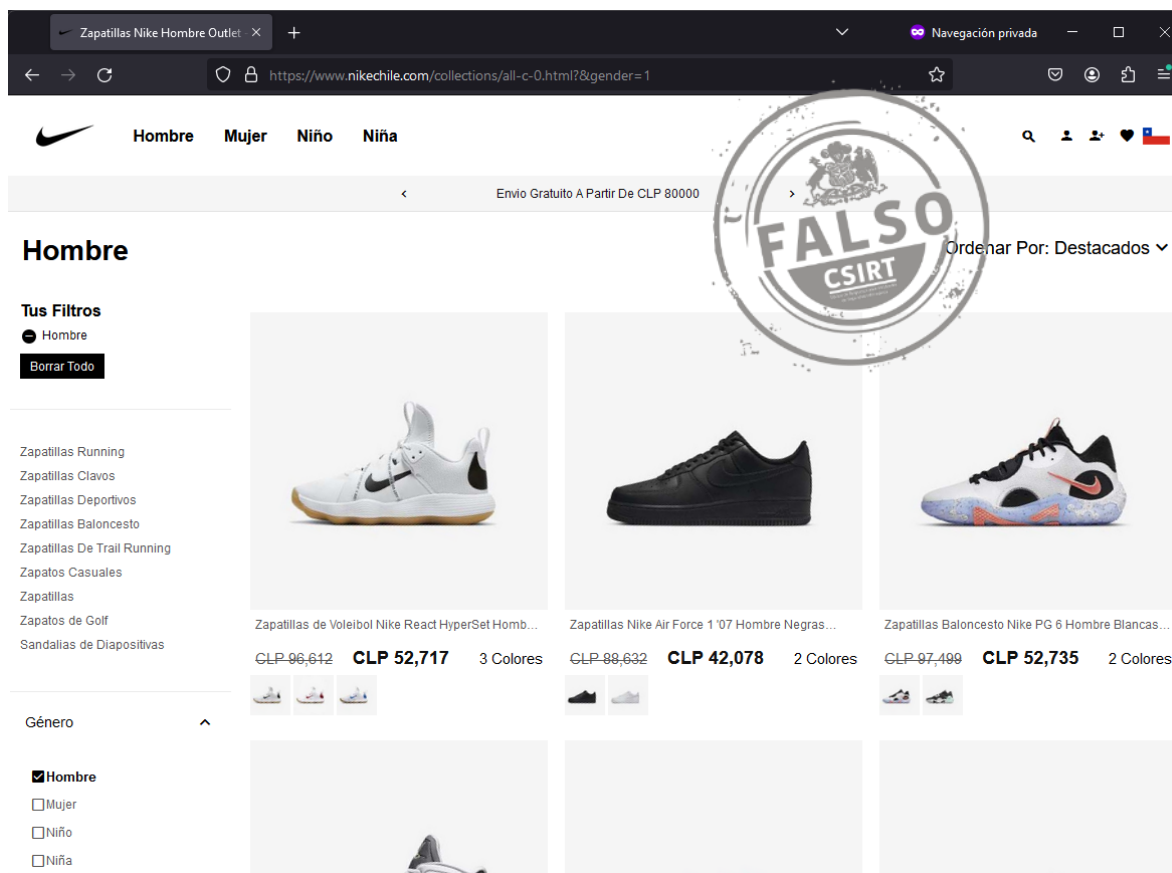 Zapatillas Nike Hombre Outlet
Navegación privada
https://www.nikechile.com/collections/all-c-0.html?&gender=1
Hombre Mujer Niño Niña
Envio Gratuito A Partir De CLP 80000
FALSO
CSIRT
Hombre
Ordenar Por: Destacados
Tus Filtros
Hombre
Borrar Todo
Zapatillas Running
Zapatillas Clavos
Zapatillas Deportivos
Zapatillas Baloncesto
Zapatillas De Trail Running
Zapatos Casuales
Zapatillas
Zapatos de Golf
Sandalias de Diapositivas
Zapatillas de Voleibol Nike React HyperSet Homb...
CLP 96,612 CLP 52,717 3 Colores
Zapatillas Nike Air Force 1 '07 Hombre Negras...
CLP 88,632 CLP 42,078 2 Colores
Zapatillas Baloncesto Nike PG 6 Hombre Blancas...
CLP 97,499 CLP 52,735 2 Colores
Género
Hombre
Mujer
Niño
Niña